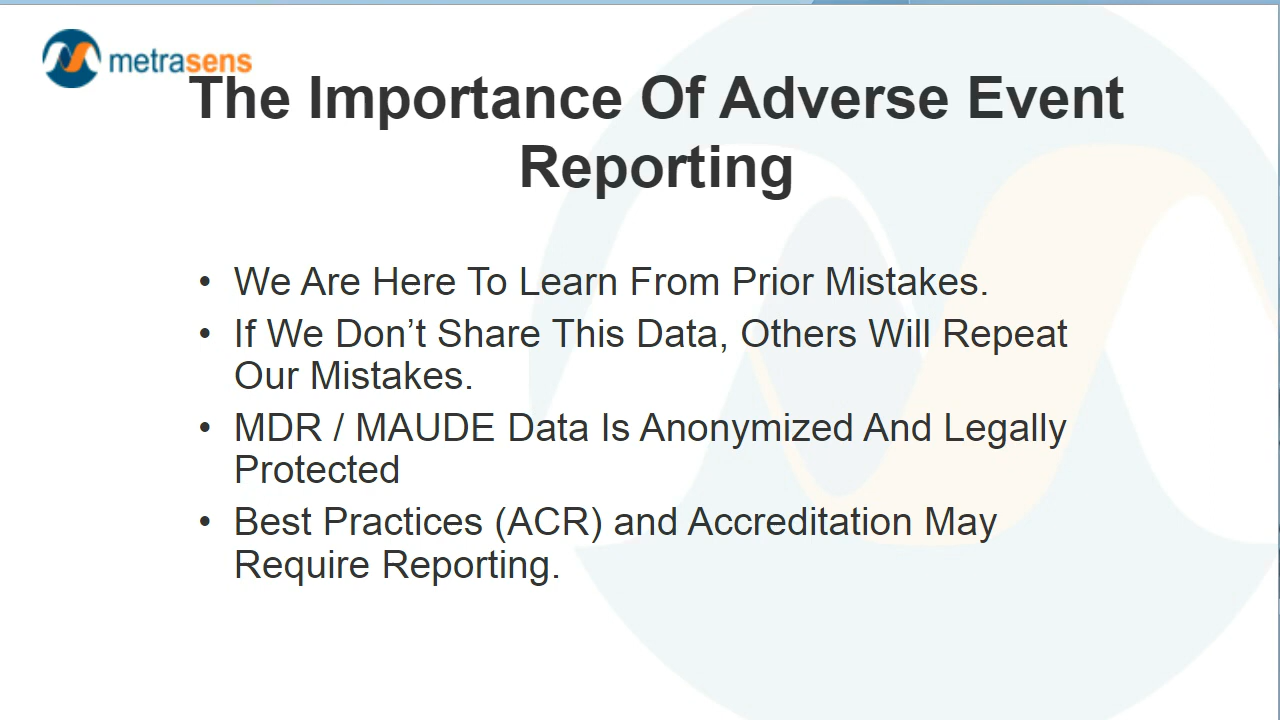 metrasens
The Importance Of Adverse Event
Reporting
• We Are Here To Learn From Prior Mistakes.
• If We Don’t Share This Data, Others Will Repeat
Our Mistakes.
• MDR / MAUDE Data Is Anonymized And Legally
Protected
• Best Practices (ACR) and Accreditation May
Require Reporting.